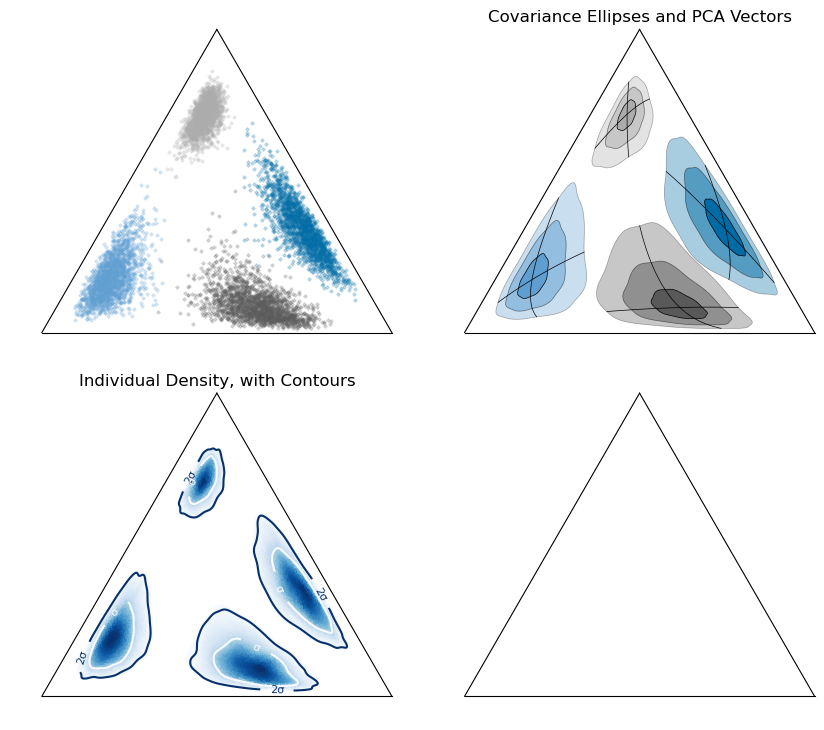 Covariance Ellipses and PCA Vectors
Individual Density, with Contours
2σ
2σ
2σ
2σ